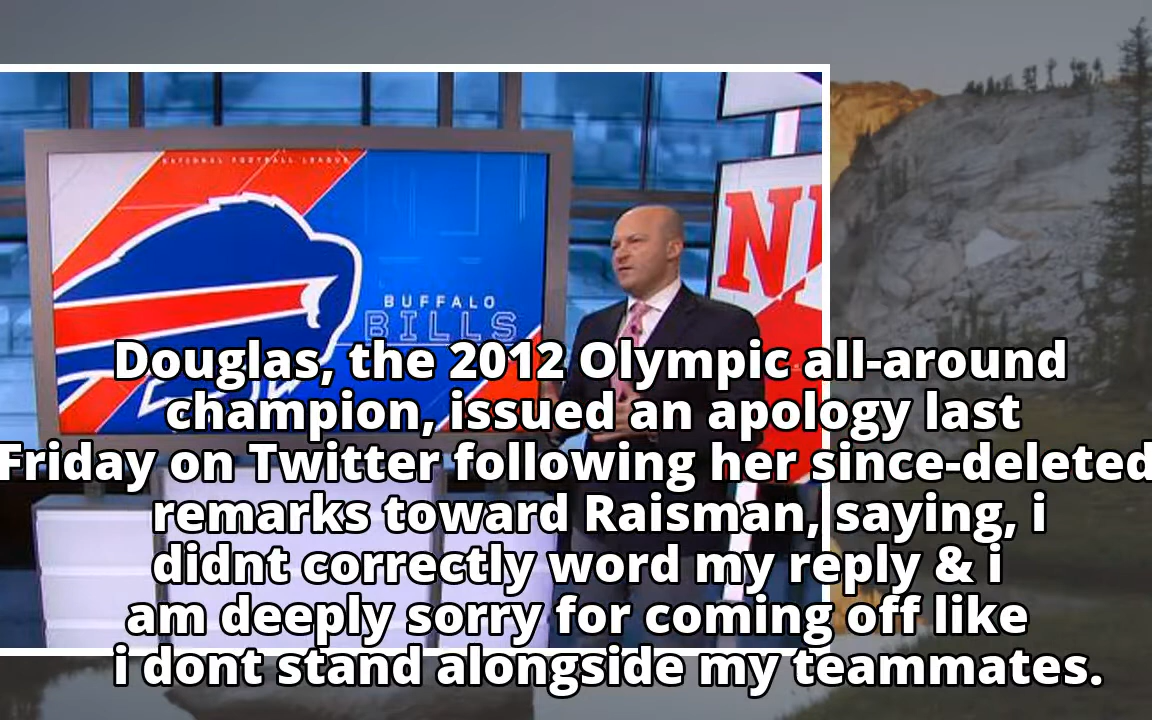 NATIONAL FOOTBALL LEAGUE
BUFFALO
BILLS
Douglas, the 2012 Olympic all-around
champion, issued an apology last
Friday on Twitter following her since-deleted
remarks toward Raisman, saying, i
didnt correctly word my reply & i
am deeply sorry for coming off like
i dont stand alongside my teammates.